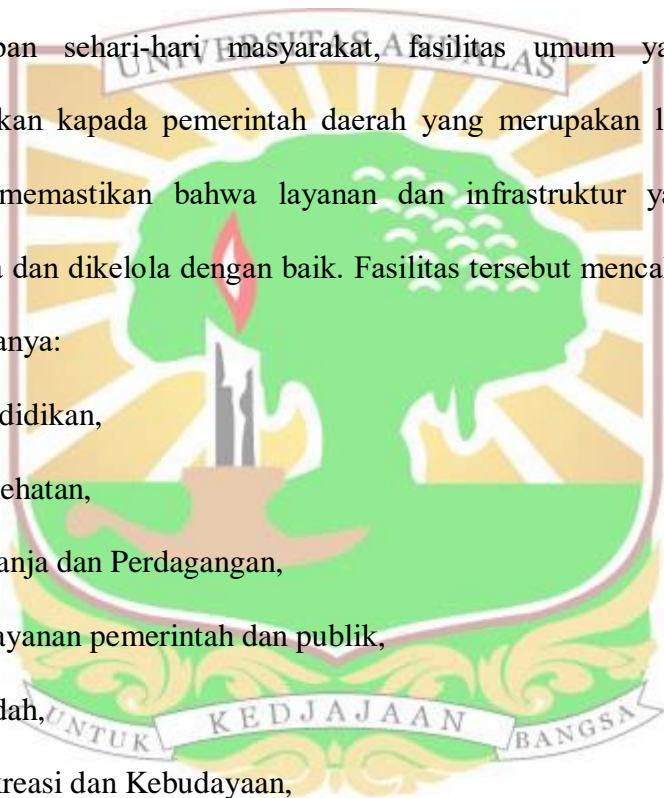 UNIVERSITAS ANDALAS
pan sehari-hari masyarakat, fasilitas umum ya
kan kapada pemerintah daerah yang merupakan l
memastikan bahwa layanan dan infrastruktur ya
a dan dikelola dengan baik. Fasilitas tersebut menca
anya:
didikan,
sehatan,
anja dan Perdagangan,
ayanan pemerintah dan publik,
dah,
UNTUK KEDJAJAAN BANGSA
kreasi dan Kebudayaan,